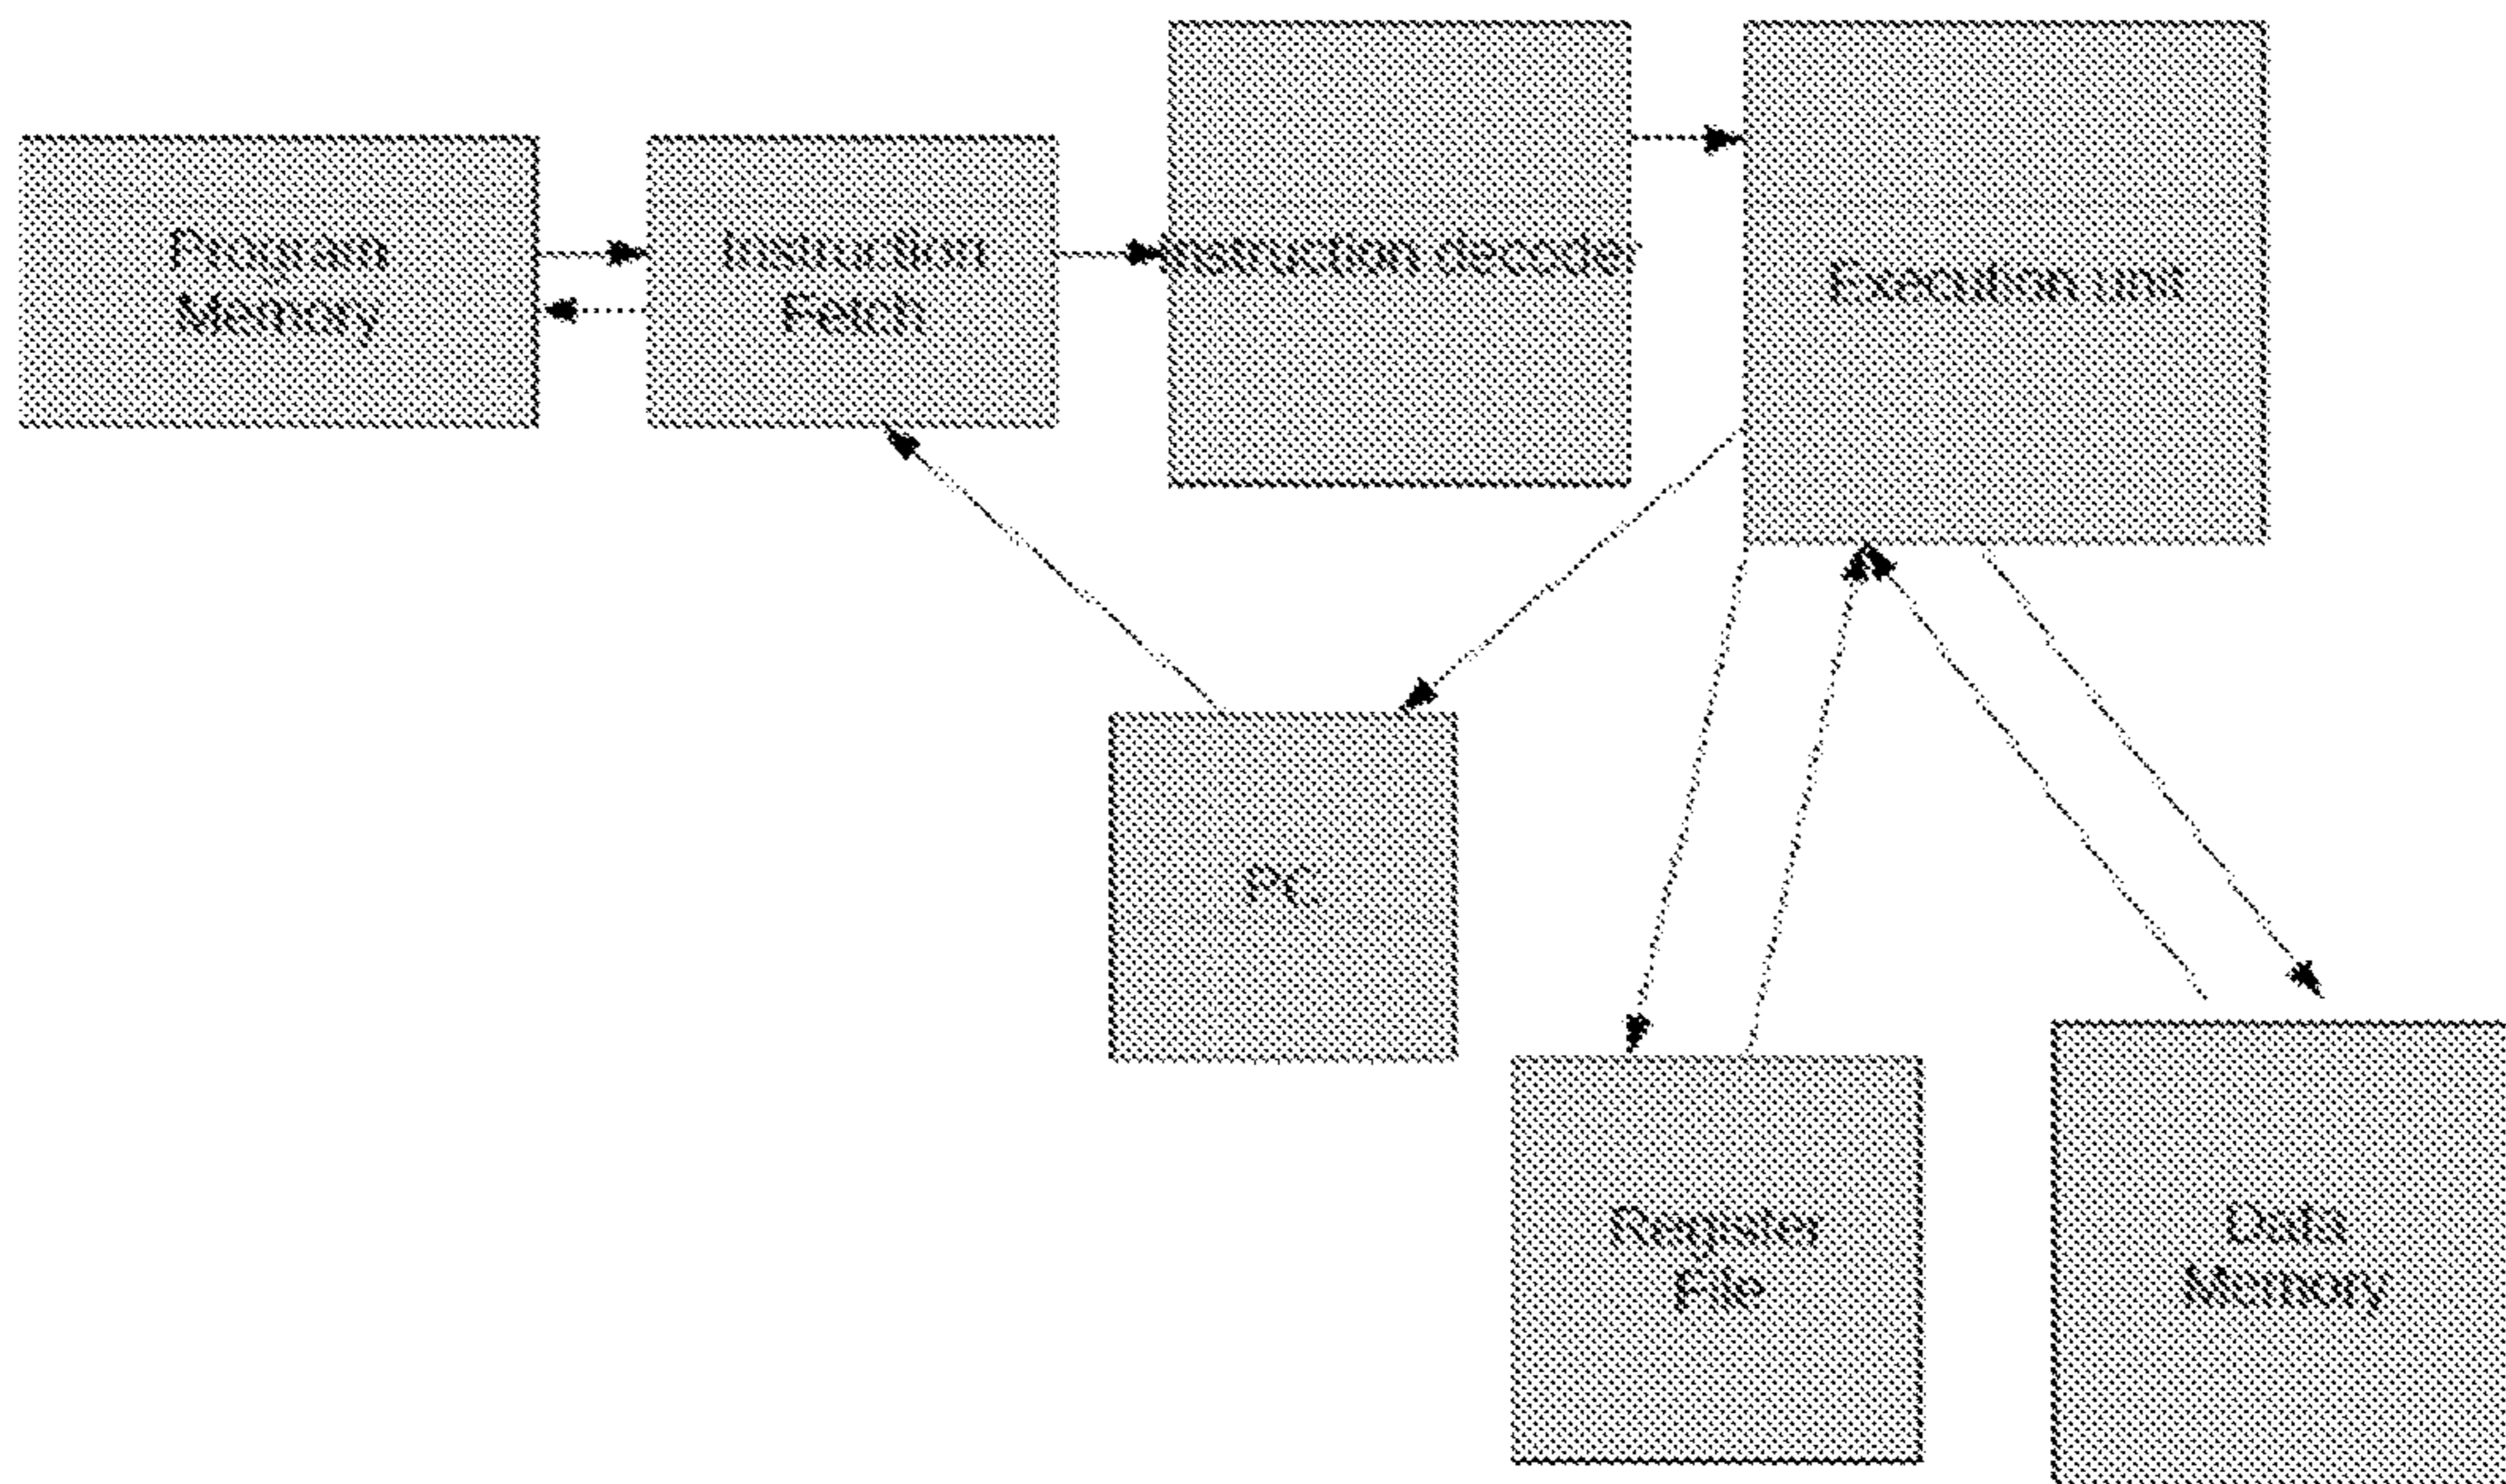 Program
Memory
Instruction
Fetch
Instruction decoder
Execution unit
PC
Register
File
Data
Memory